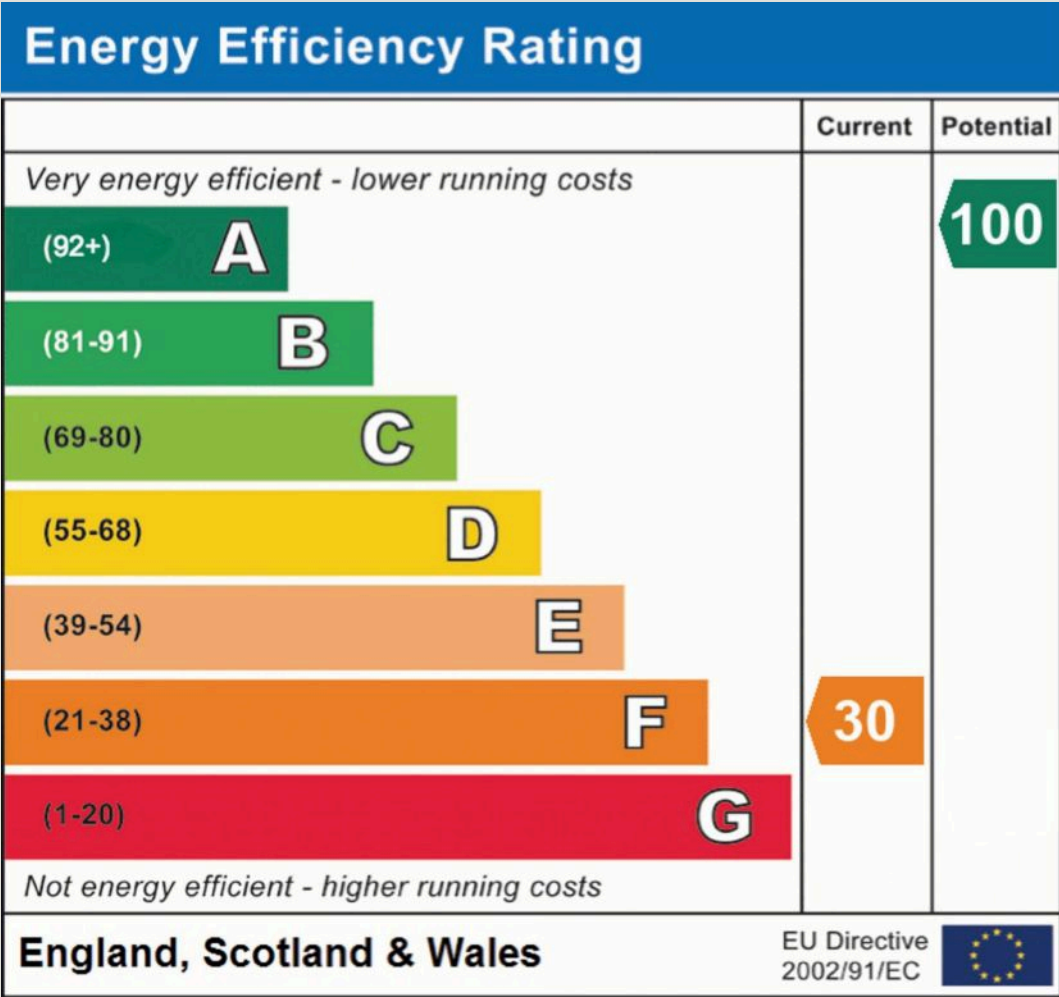 Energy Efficiency Rating
Current Potential
Very energy efficient - lower running costs
(92+) A
100
(81-91) B
(69-80) C
(55-68) D
(39-54) E
(21-38) F
30
(1-20) G
Not energy efficient - higher running costs
England, Scotland & Wales
EU Directive
2002/91/EC